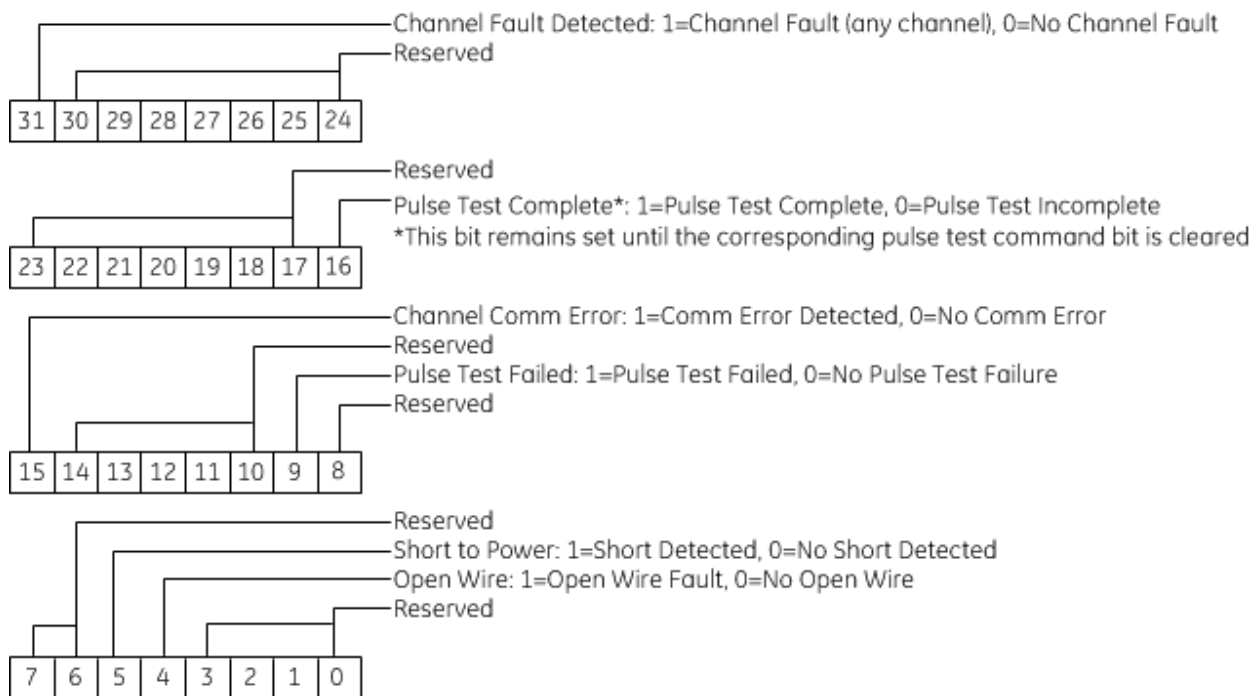 Channel Fault Detected: 1=Channel Fault (any channel), 0=No Channel Fault
Reserved
31 30 29 28 27 26 25 24
Reserved
Pulse Test Complete*: 1=Pulse Test Complete, 0=Pulse Test Incomplete
*This bit remains set until the corresponding pulse test command bit is cleared
23 22 21 20 19 18 17 16
Channel Comm Error: 1=Comm Error Detected, 0=No Comm Error
Reserved
Pulse Test Failed: 1=Pulse Test Failed, 0=No Pulse Test Failure
Reserved
15 14 13 12 11 10 9 8
Reserved
Short to Power: 1=Short Detected, 0=No Short Detected
Open Wire: 1=Open Wire Fault, 0=No Open Wire
Reserved
7 6 5 4 3 2 1 0